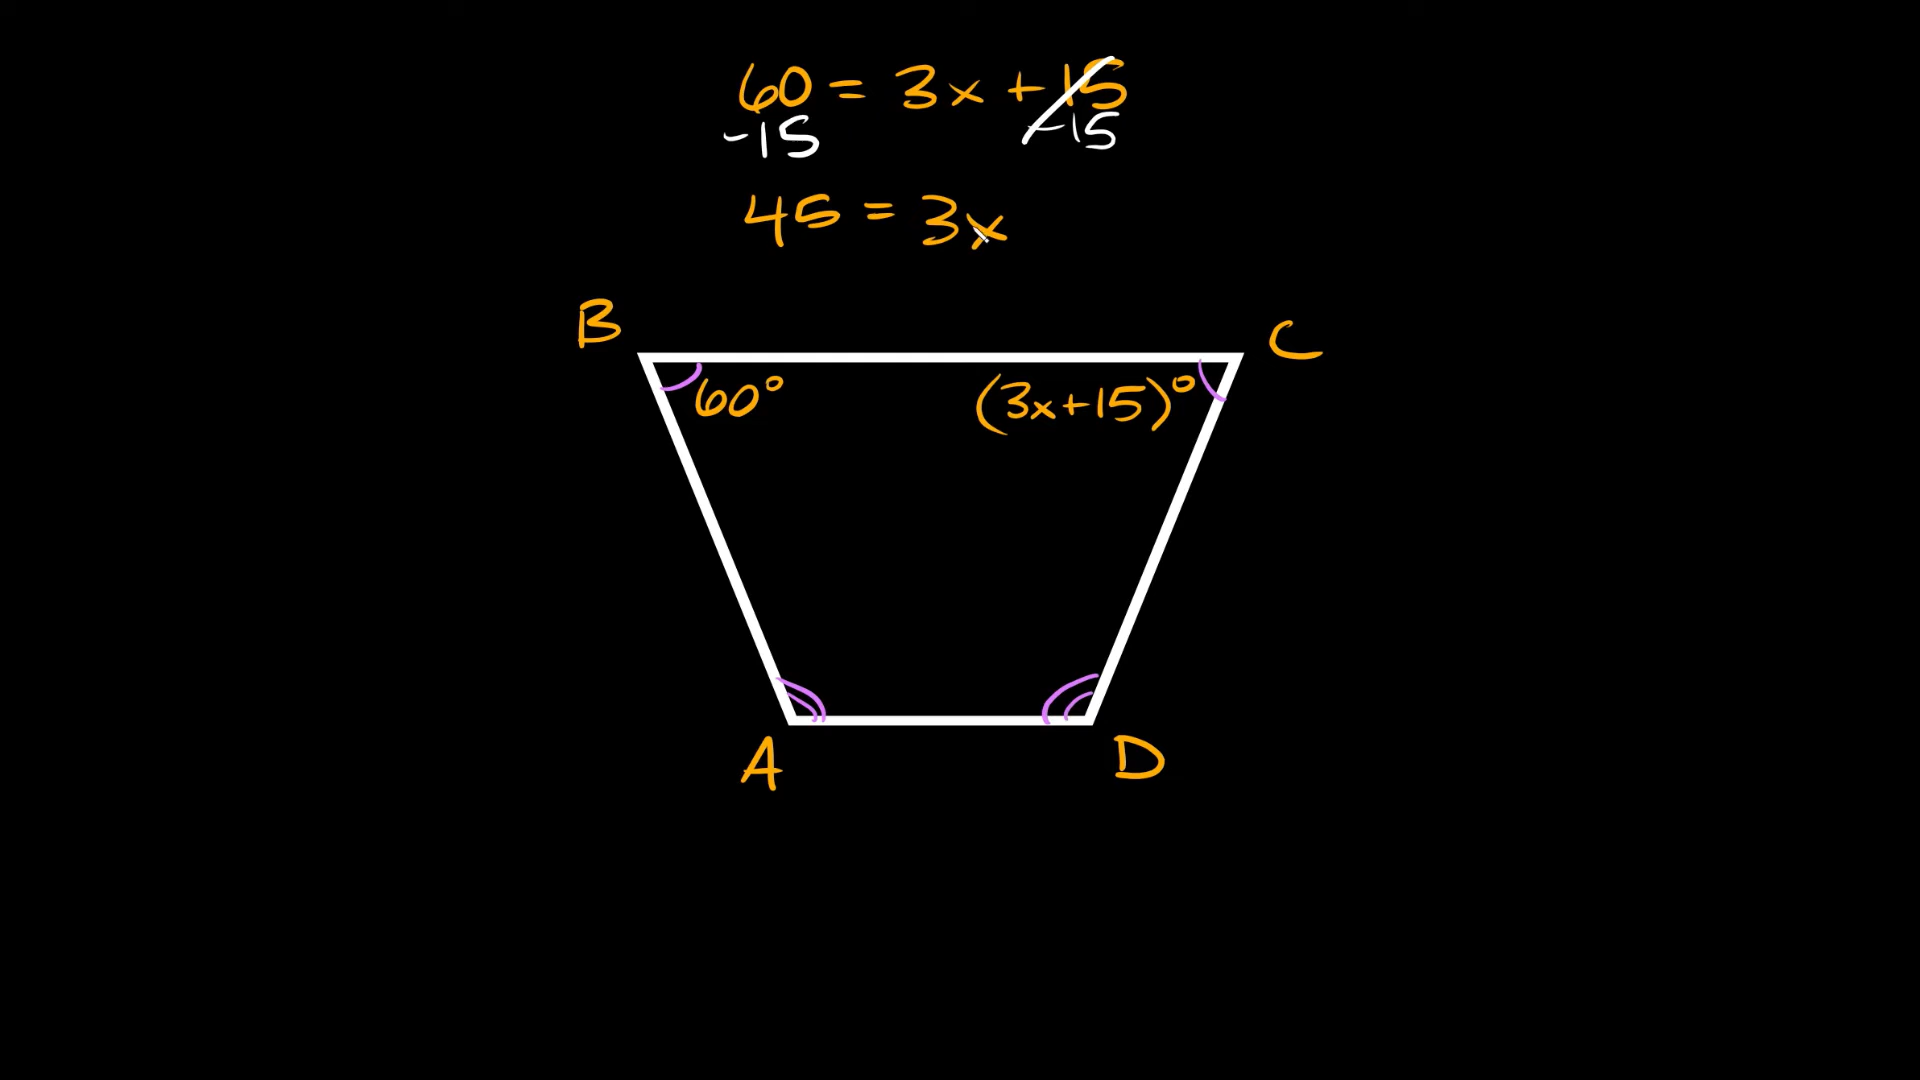 60 = 3x + 15
-15 -15
45 = 3x
B C
60° (3x+15)°
A D